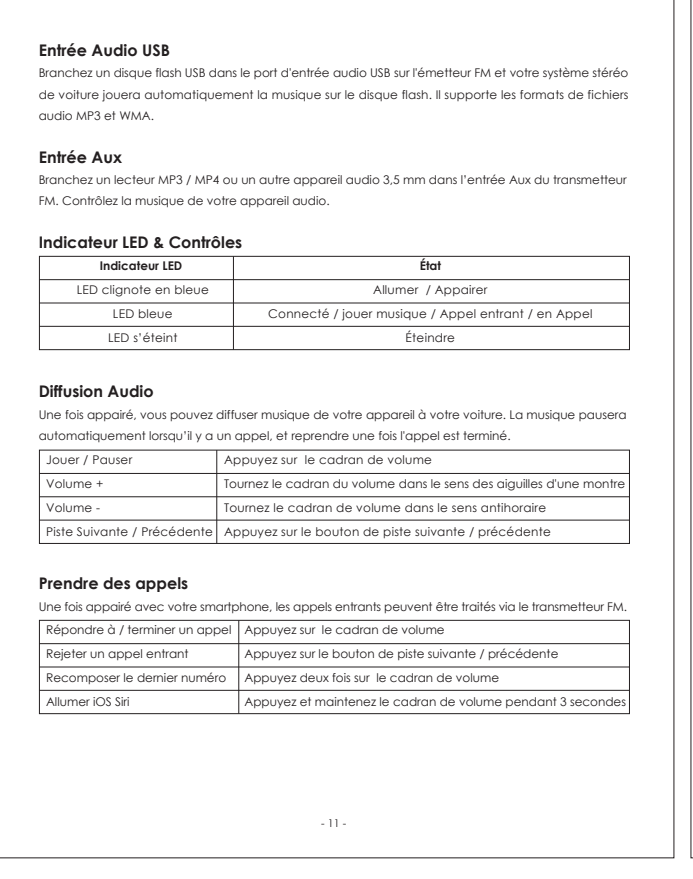 Entrée Audio USB
Branchez un disque flash USB dans le port d'entrée audio USB sur l'émetteur FM et votre système stéréo
de voiture jouera automatiquement la musique sur le disque flash. Il supporte les formats de fichiers
audio MP3 et WMA.
Entrée Aux
Branchez un lecteur MP3 / MP4 ou un autre appareil audio 3,5 mm dans l’entrée Aux du transmetteur
FM. Contrôlez la musique de votre appareil audio.
Indicateur LED & Contrôles
Indicateur LED État
LED clignote en bleue Allumer / Appairer
LED bleue Connecté / jouer musique / Appel entrant / en Appel
LED s’éteint Éteindre
Diffusion Audio
Une fois appairé, vous pouvez diffuser musique de votre appareil à votre voiture. La musique pausera
automatiquement lorsqu’il y a un appel, et reprendre une fois l'appel est terminé.
Jouer / Pauser Appuyez sur le cadran de volume
Volume + Tournez le cadran du volume dans le sens des aiguilles d'une montre
Volume - Tournez le cadran de volume dans le sens antihoraire
Piste Suivante / Précédente Appuyez sur le bouton de piste suivante / précédente
Prendre des appels
Une fois appairé avec votre smartphone, les appels entrants peuvent être traités via le transmetteur FM.
Répondre à / terminer un appel Appuyez sur le cadran de volume
Rejeter un appel entrant Appuyez sur le bouton de piste suivante / précédente
Recomposer le dernier numéro Appuyez deux fois sur le cadran de volume
Allumer iOS Siri Appuyez et maintenez le cadran de volume pendant 3 secondes
- 11 -